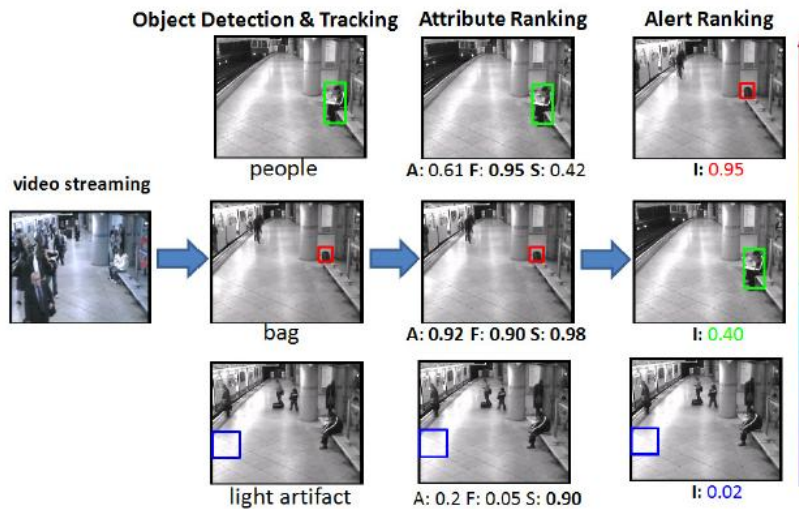 Object Detection & Tracking Attribute Ranking Alert Ranking
people
A: 0.61 F: 0.95 S: 0.42
I: 0.95
video streaming
bag
A: 0.92 F: 0.90 S: 0.98
I: 0.40
light artifact
A: 0.2 F: 0.05 S: 0.90
I: 0.02